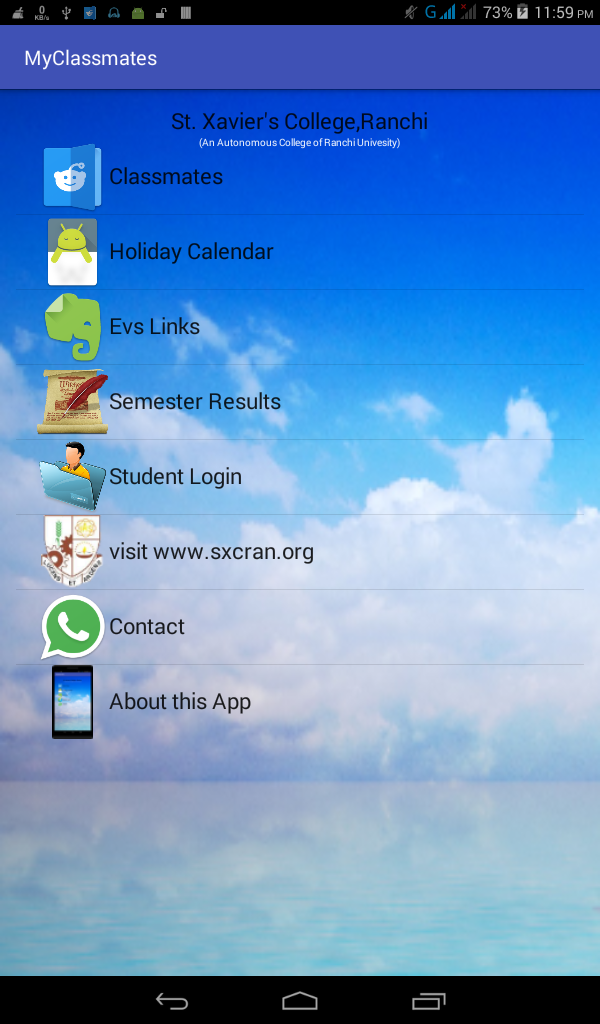 0
KB/s
G
73%
11:59 PM
MyClassmates
St. Xavier's College,Ranchi
(An Autonomous College of Ranchi Univesity)
Classmates
Holiday Calendar
Evs Links
Semester Results
Student Login
visit www.sxcran.org
Contact
About this App